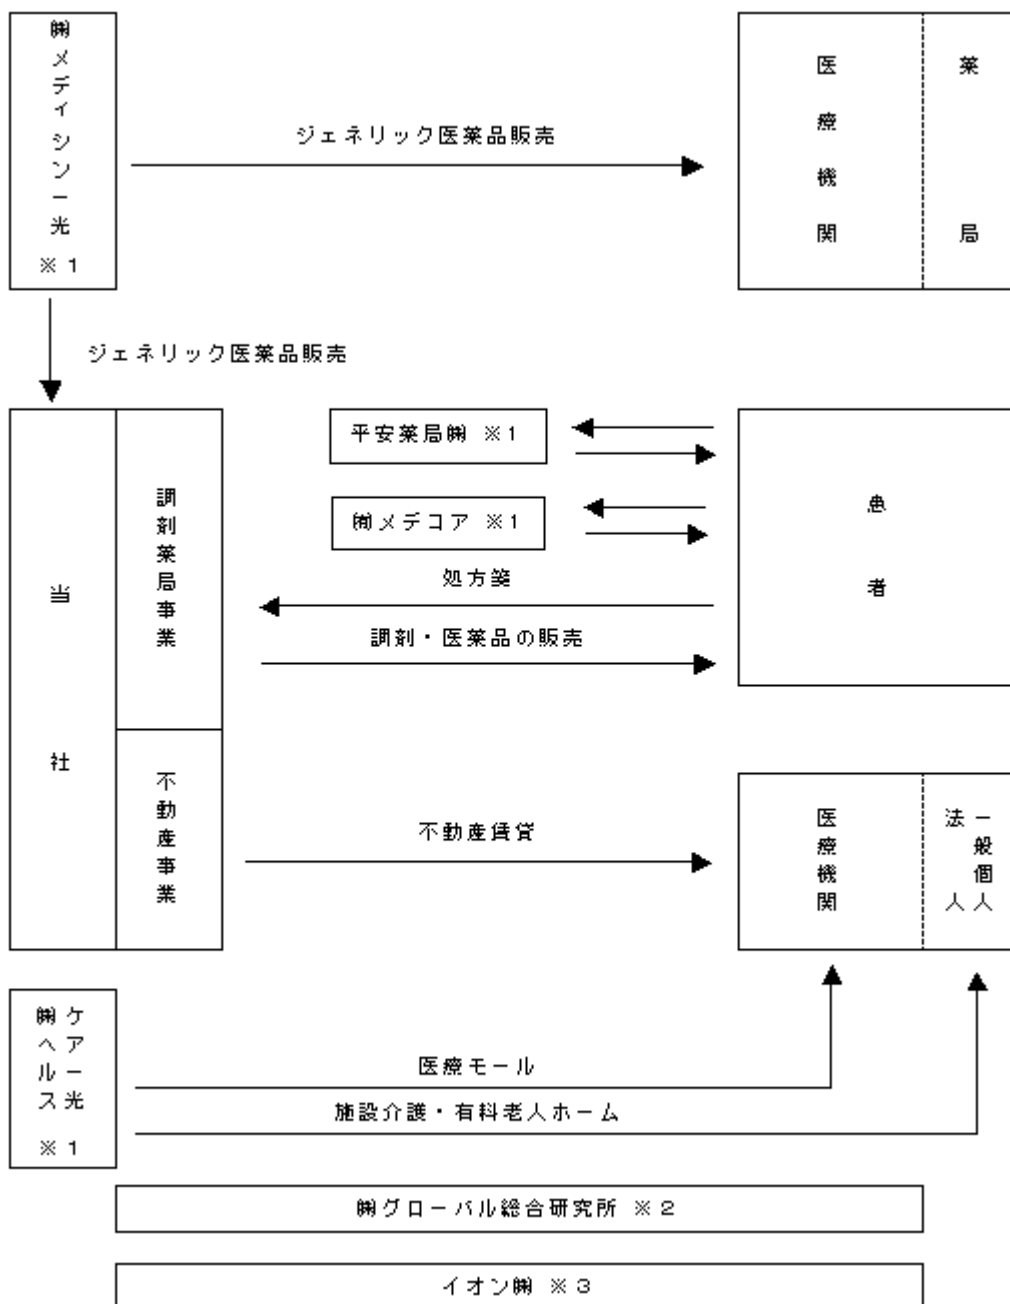 ㈱メディシン一光
※1
ジェネリック医薬品販売
医療機関
薬局
ジェネリック医薬品販売
当社
調剤薬局事業
不動産事業
平安薬局㈱ ※1
㈲メデコア ※1
処方箋
調剤・医薬品の販売
患者
不動産賃貸
医療機関
一般個人
法人
㈱ヘルス
ケア一光
※1
医療モール
施設介護・有料老人ホーム
㈱グローバル総合研究所 ※2
イオン㈱ ※3